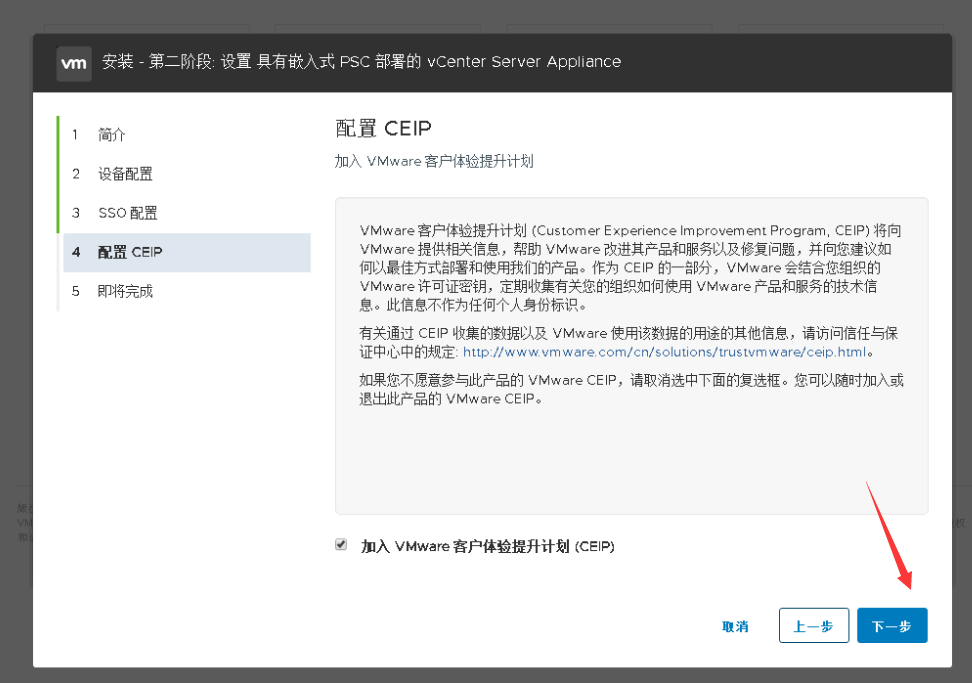 vm 安装 - 第二阶段: 设置 具有嵌入式 PSC 部署的 vCenter Server Appliance
1 简介
2 设备配置
3 SSO 配置
4 配置 CEIP
5 即将完成
配置 CEIP
加入 VMware 客户体验提升计划
VMware 客户体验提升计划 (Customer Experience Improvement Program, CEIP) 将向
VMware 提供相关信息，帮助 VMware 改进其产品和服务以及修复问题，并向您建议如
何以最佳方式部署和使用我们的产品。作为 CEIP 的一部分，VMware 会结合您组织的
VMware 许可证密钥，定期收集有关您的组织如何使用 VMware 产品和服务的技术信
息。此信息不作为任何个人身份标识。
有关通过 CEIP 收集的数据以及 VMware 使用该数据的用途的其他信息，请访问信任与保
证中心中的规定: http://www.vmware.com/cn/solutions/trustvmware/ceip.html。
如果您不愿意参与此产品的 VMware CEIP，请取消选中下面的复选框。您可以随时加入或
退出此产品的 VMware CEIP。
加入 VMware 客户体验提升计划 (CEIP)
取消
上一步
下一步